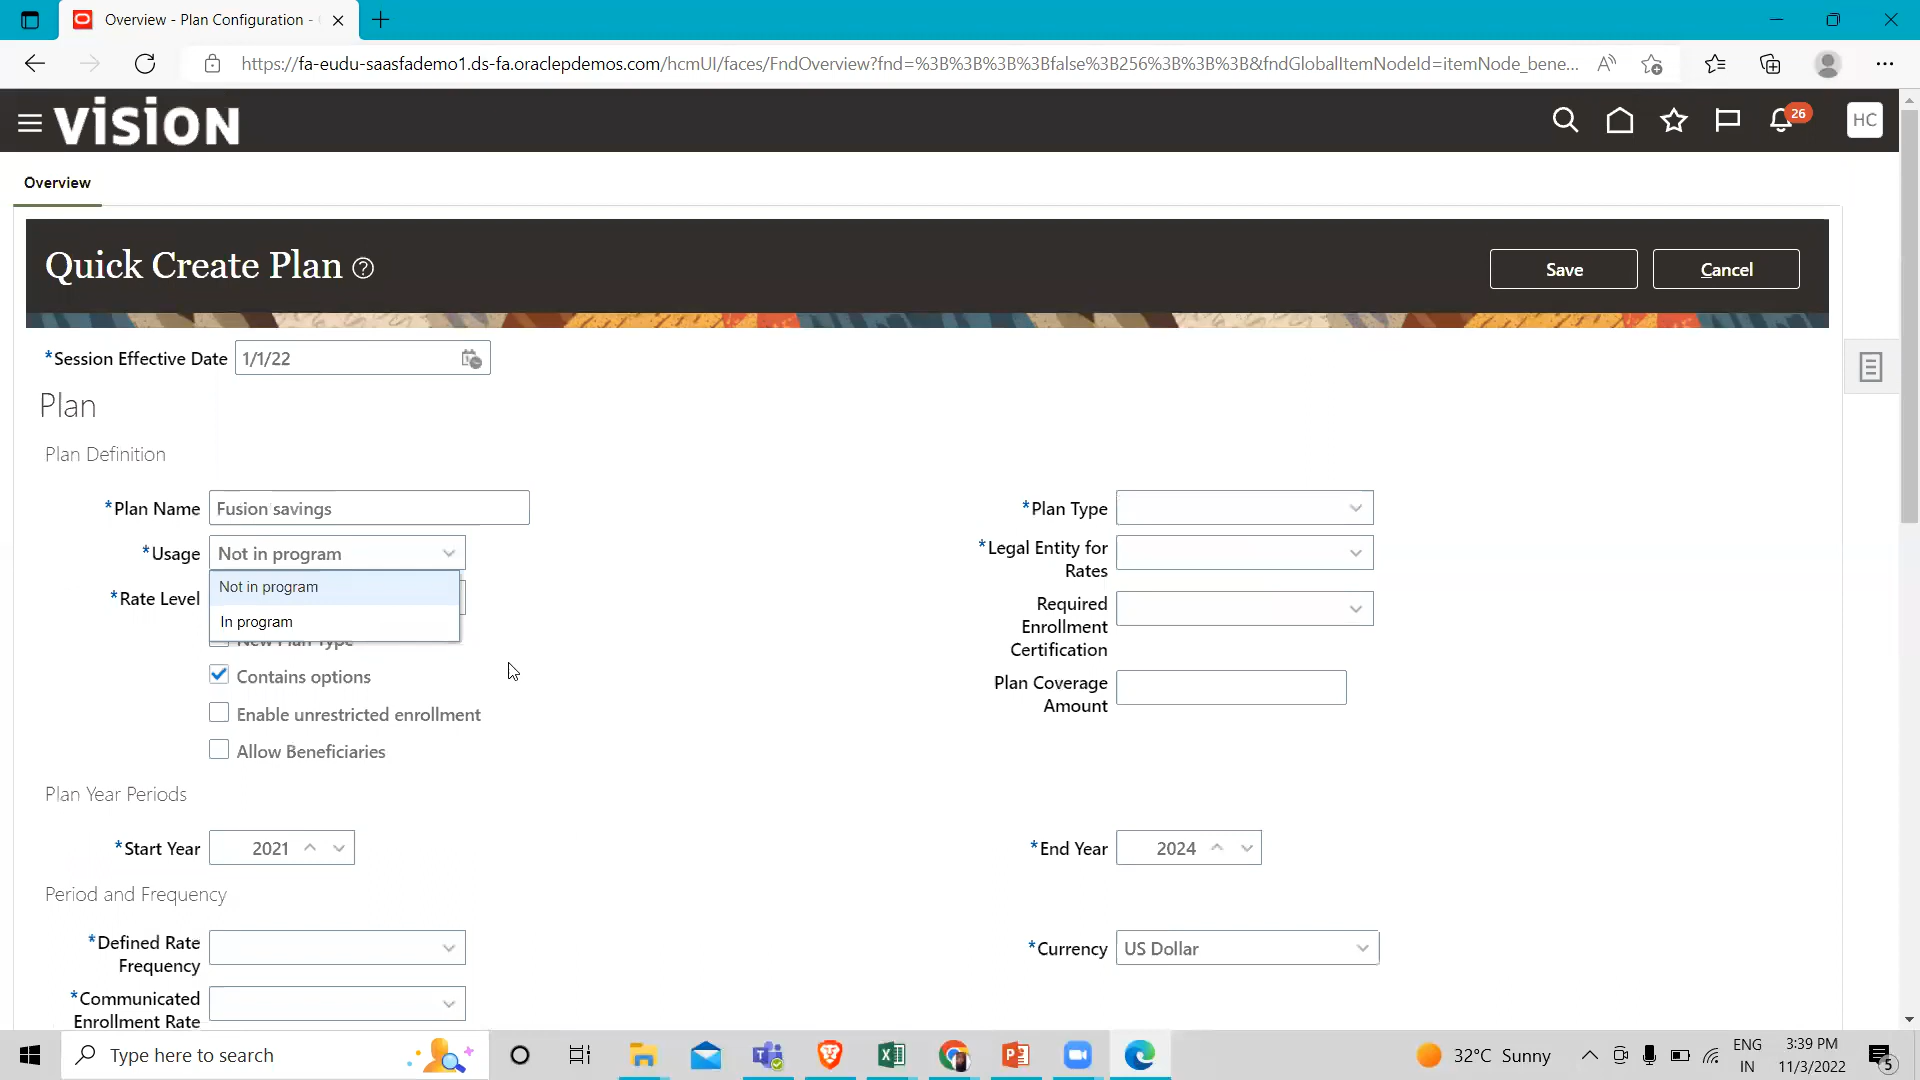 Overview - Plan Configuration -
https://fa-eudu-saasfademo1.ds-fa.oraclepdemos.com/hcmUI/faces/FndOverview?fnd=%3B%3B%3B%3Bfalse%3B256%3B%3B%3B&fndGlobalItemNodeId=itemNode_bene...
vision
26
HC
Overview
Quick Create Plan
Save
Cancel
*Session Effective Date 1/1/22
Plan
Plan Definition
*Plan Name Fusion savings
*Plan Type
*Usage Not in program
*Legal Entity for
Rates
Not in program
*Rate Level
In program
Required
Enrollment
Certification
New Plan Type
Contains options
Plan Coverage
Amount
Enable unrestricted enrollment
Allow Beneficiaries
Plan Year Periods
*Start Year 2021
*End Year 2024
Period and Frequency
*Defined Rate
Frequency
*Currency US Dollar
*Communicated
Enrollment Rate
Type here to search
32°C Sunny
ENG
IN
3:39 PM
11/3/2022
5